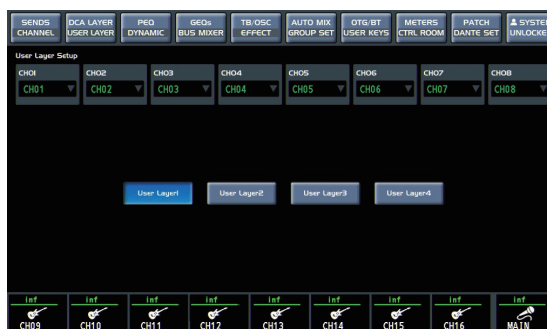 SENDS DCA LAYER PEQ GEQs TB/OSC AUTO MIX OTG/BT METERS PATCH SYSTE
CHANNEL USER LAYER DYNAMIC BUS MIXER EFFECT GROUP SET USER KEYS CTRL ROOM DANTE SET UNLOCKE
User Layer Setup
CH01 CH02 CH03 CH04 CH05 CH06 CH07 CH08
CH01 CH02 CH03 CH04 CH05 CH06 CH07 CH08
User Layer1 User Layer2 User Layer3 User Layer4
inf inf inf inf inf inf inf inf inf
CH09 CH10 CH11 CH12 CH13 CH14 CH15 CH16 MAIN